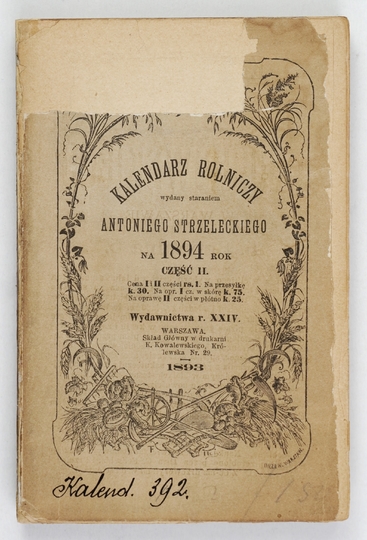 KALENDARZ ROLNICZY
wydany staraniem
ANTONIEGO STRZELECKIEGO
NA 1894 ROK
CZĘŚĆ II.
Cena I i II części rs. 1. Na przesyłkę
k. 30. Na opr. I cz. w skórę k. 75.
Na oprawę II części w płótno k. 25.
Wydawnictwa r. XXIV.
WARSZAWA,
Skład Główny w drukarni
E. Kowalewskiego, Kró-
lewska Nr. 29.
1893
Kalend. 392.